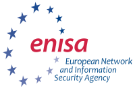 enisa
European Network
and Information
Security Agency